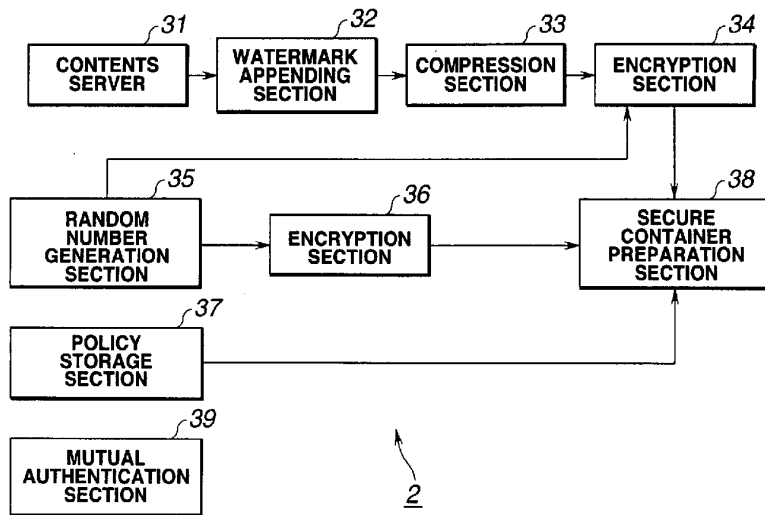 31
CONTENTS
SERVER
32
WATERMARK
APPENDING
SECTION
33
COMPRESSION
SECTION
34
ENCRYPTION
SECTION
35
RANDOM
NUMBER
GENERATION
SECTION
36
ENCRYPTION
SECTION
38
SECURE
CONTAINER
PREPARATION
SECTION
37
POLICY
STORAGE
SECTION
39
MUTUAL
AUTHENTICATION
SECTION
2